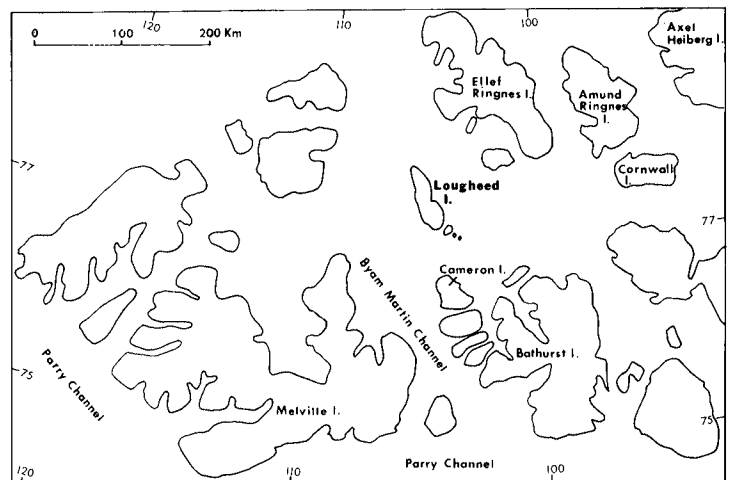 120
110
100
Axel
Heiberg I.
0 100 200 Km
Ellef
Ringnes I.
Amund
Ringnes
I.
77
Cornwall
I.
Lougheed
I.
77
Cameron I.
Byam Martin Channel
Parry Channel
Bathurst I.
75
Melville I.
75
Parry Channel
120
110
100